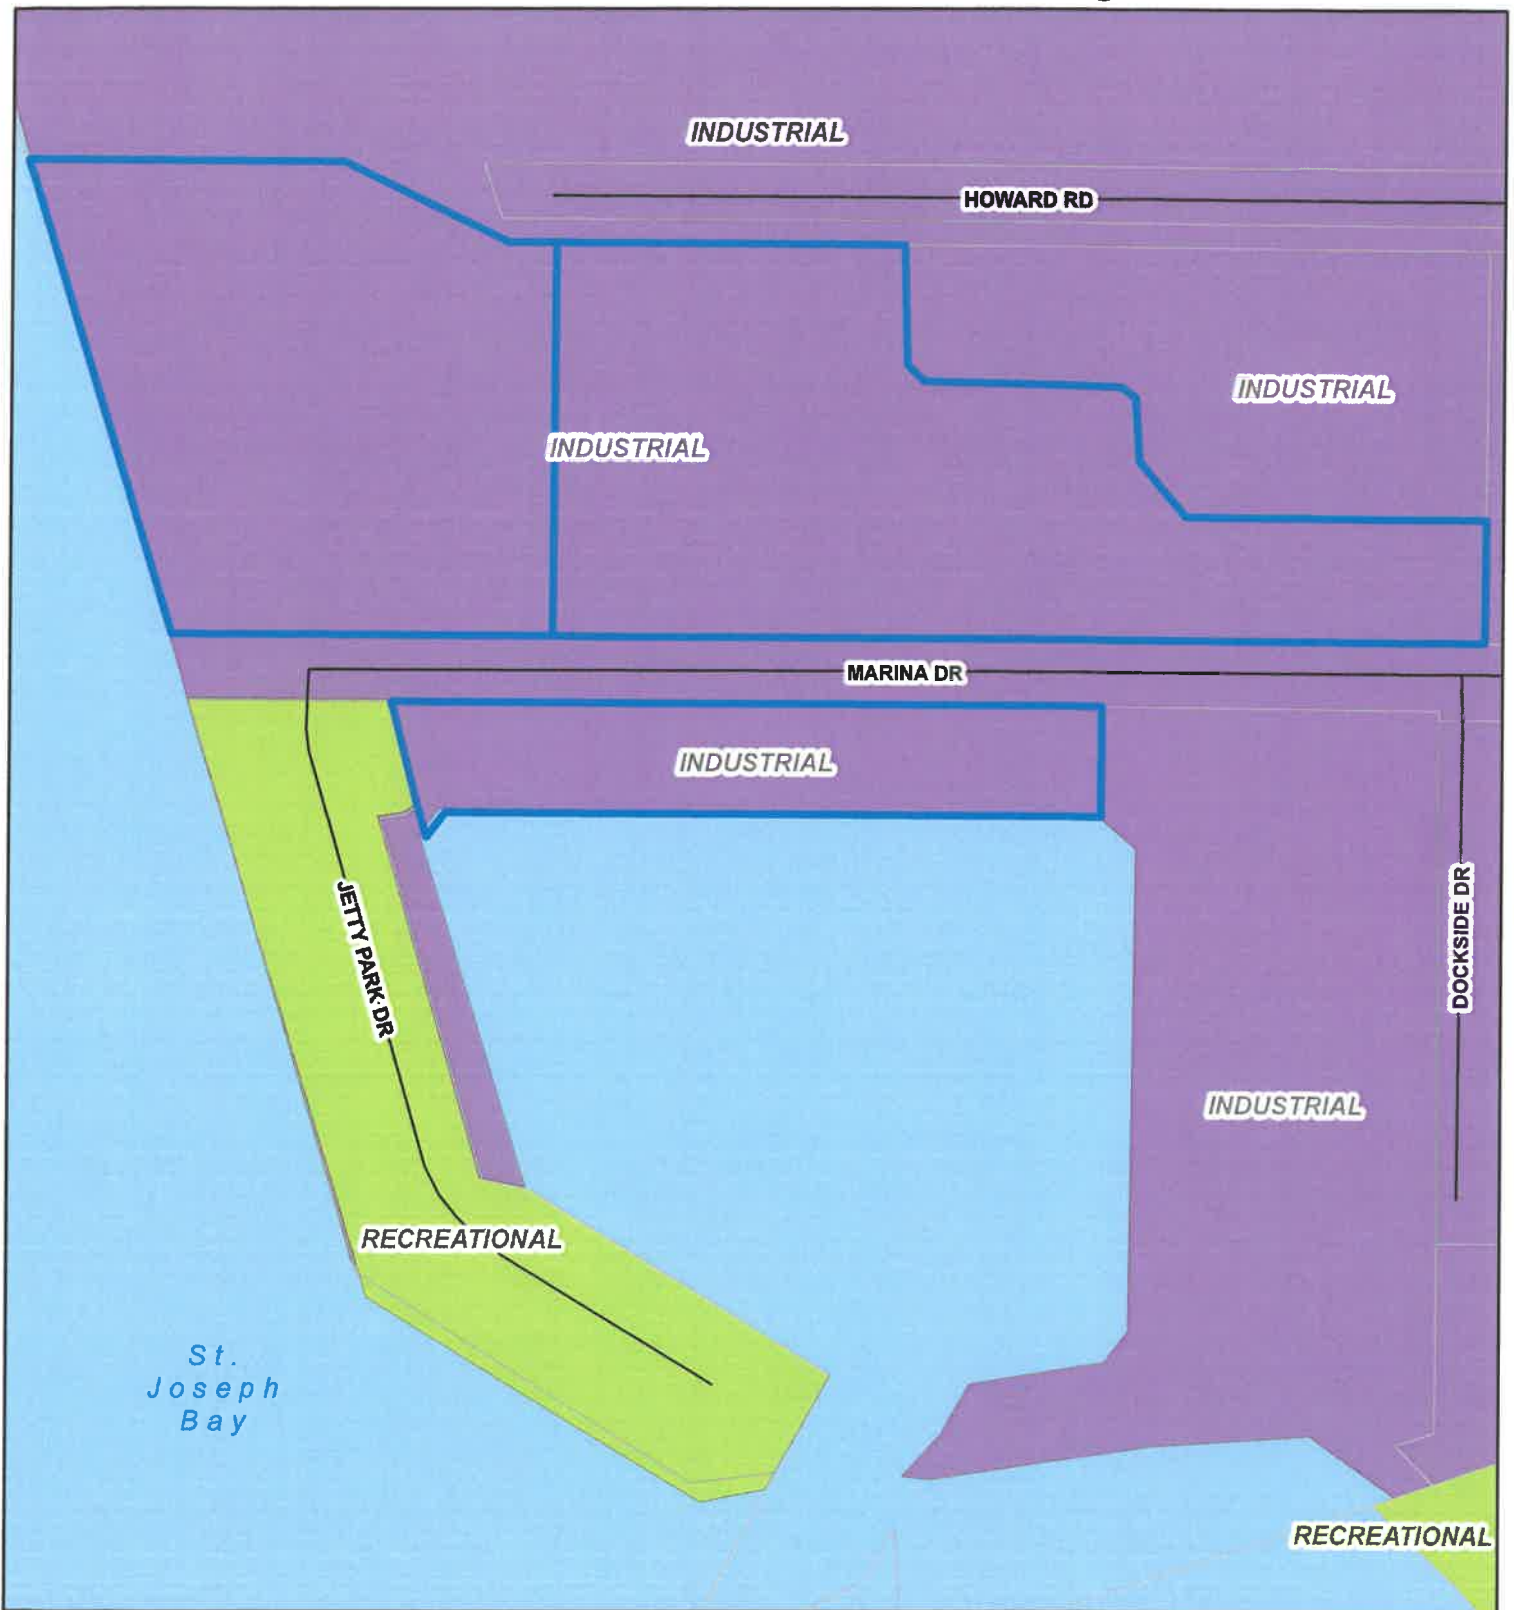 INDUSTRIAL
HOWARD RD
INDUSTRIAL
INDUSTRIAL
MARINA DR
INDUSTRIAL
JETTY PARK DR
DOCKSIDE DR
INDUSTRIAL
RECREATIONAL
St.
Joseph
Bay
RECREATIONAL